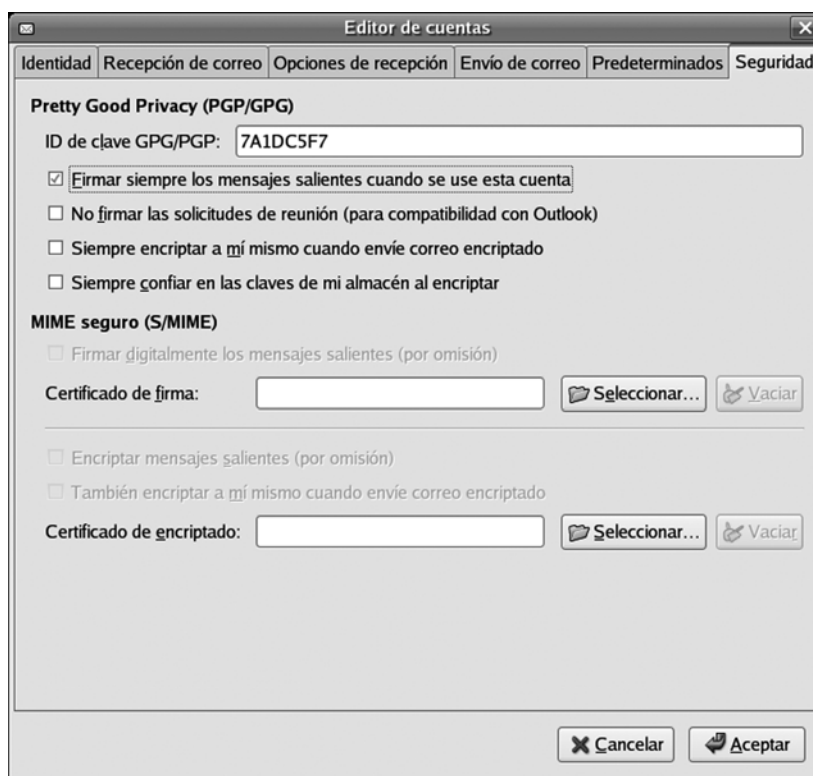 Editor de cuentas
Identidad Recepción de correo Opciones de recepción Envío de correo Predeterminados Seguridad
Pretty Good Privacy (PGP/GPG)
ID de clave GPG/PGP: 7A1DC5F7
Firmar siempre los mensajes salientes cuando se use esta cuenta
No firmar las solicitudes de reunión (para compatibilidad con Outlook)
Siempre encriptar a mí mismo cuando envíe correo encriptado
Siempre confiar en las claves de mi almacén al encriptar
MIME seguro (S/MIME)
Firmar digitalmente los mensajes salientes (por omisión)
Certificado de firma: Seleccionar... Vaciar
Encriptar mensajes salientes (por omisión)
También encriptar a mí mismo cuando envíe correo encriptado
Certificado de encriptado: Seleccionar... Vaciar
Cancelar Aceptar